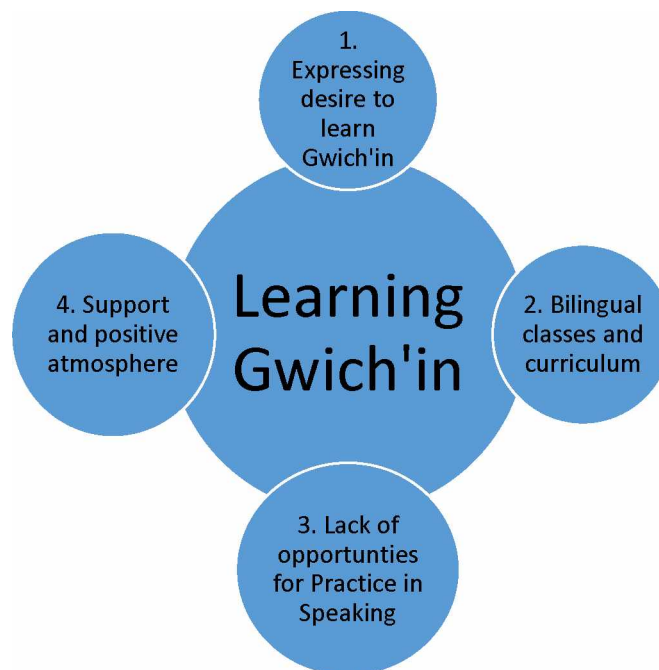 1.
Expressing
desire to
learn
Gwich'in
Learning
Gwich'in
2. Bilingual
classes and
curriculum
3. Lack of
opportunties
for Practice in
Speaking
4. Support
and positive
atmosphere